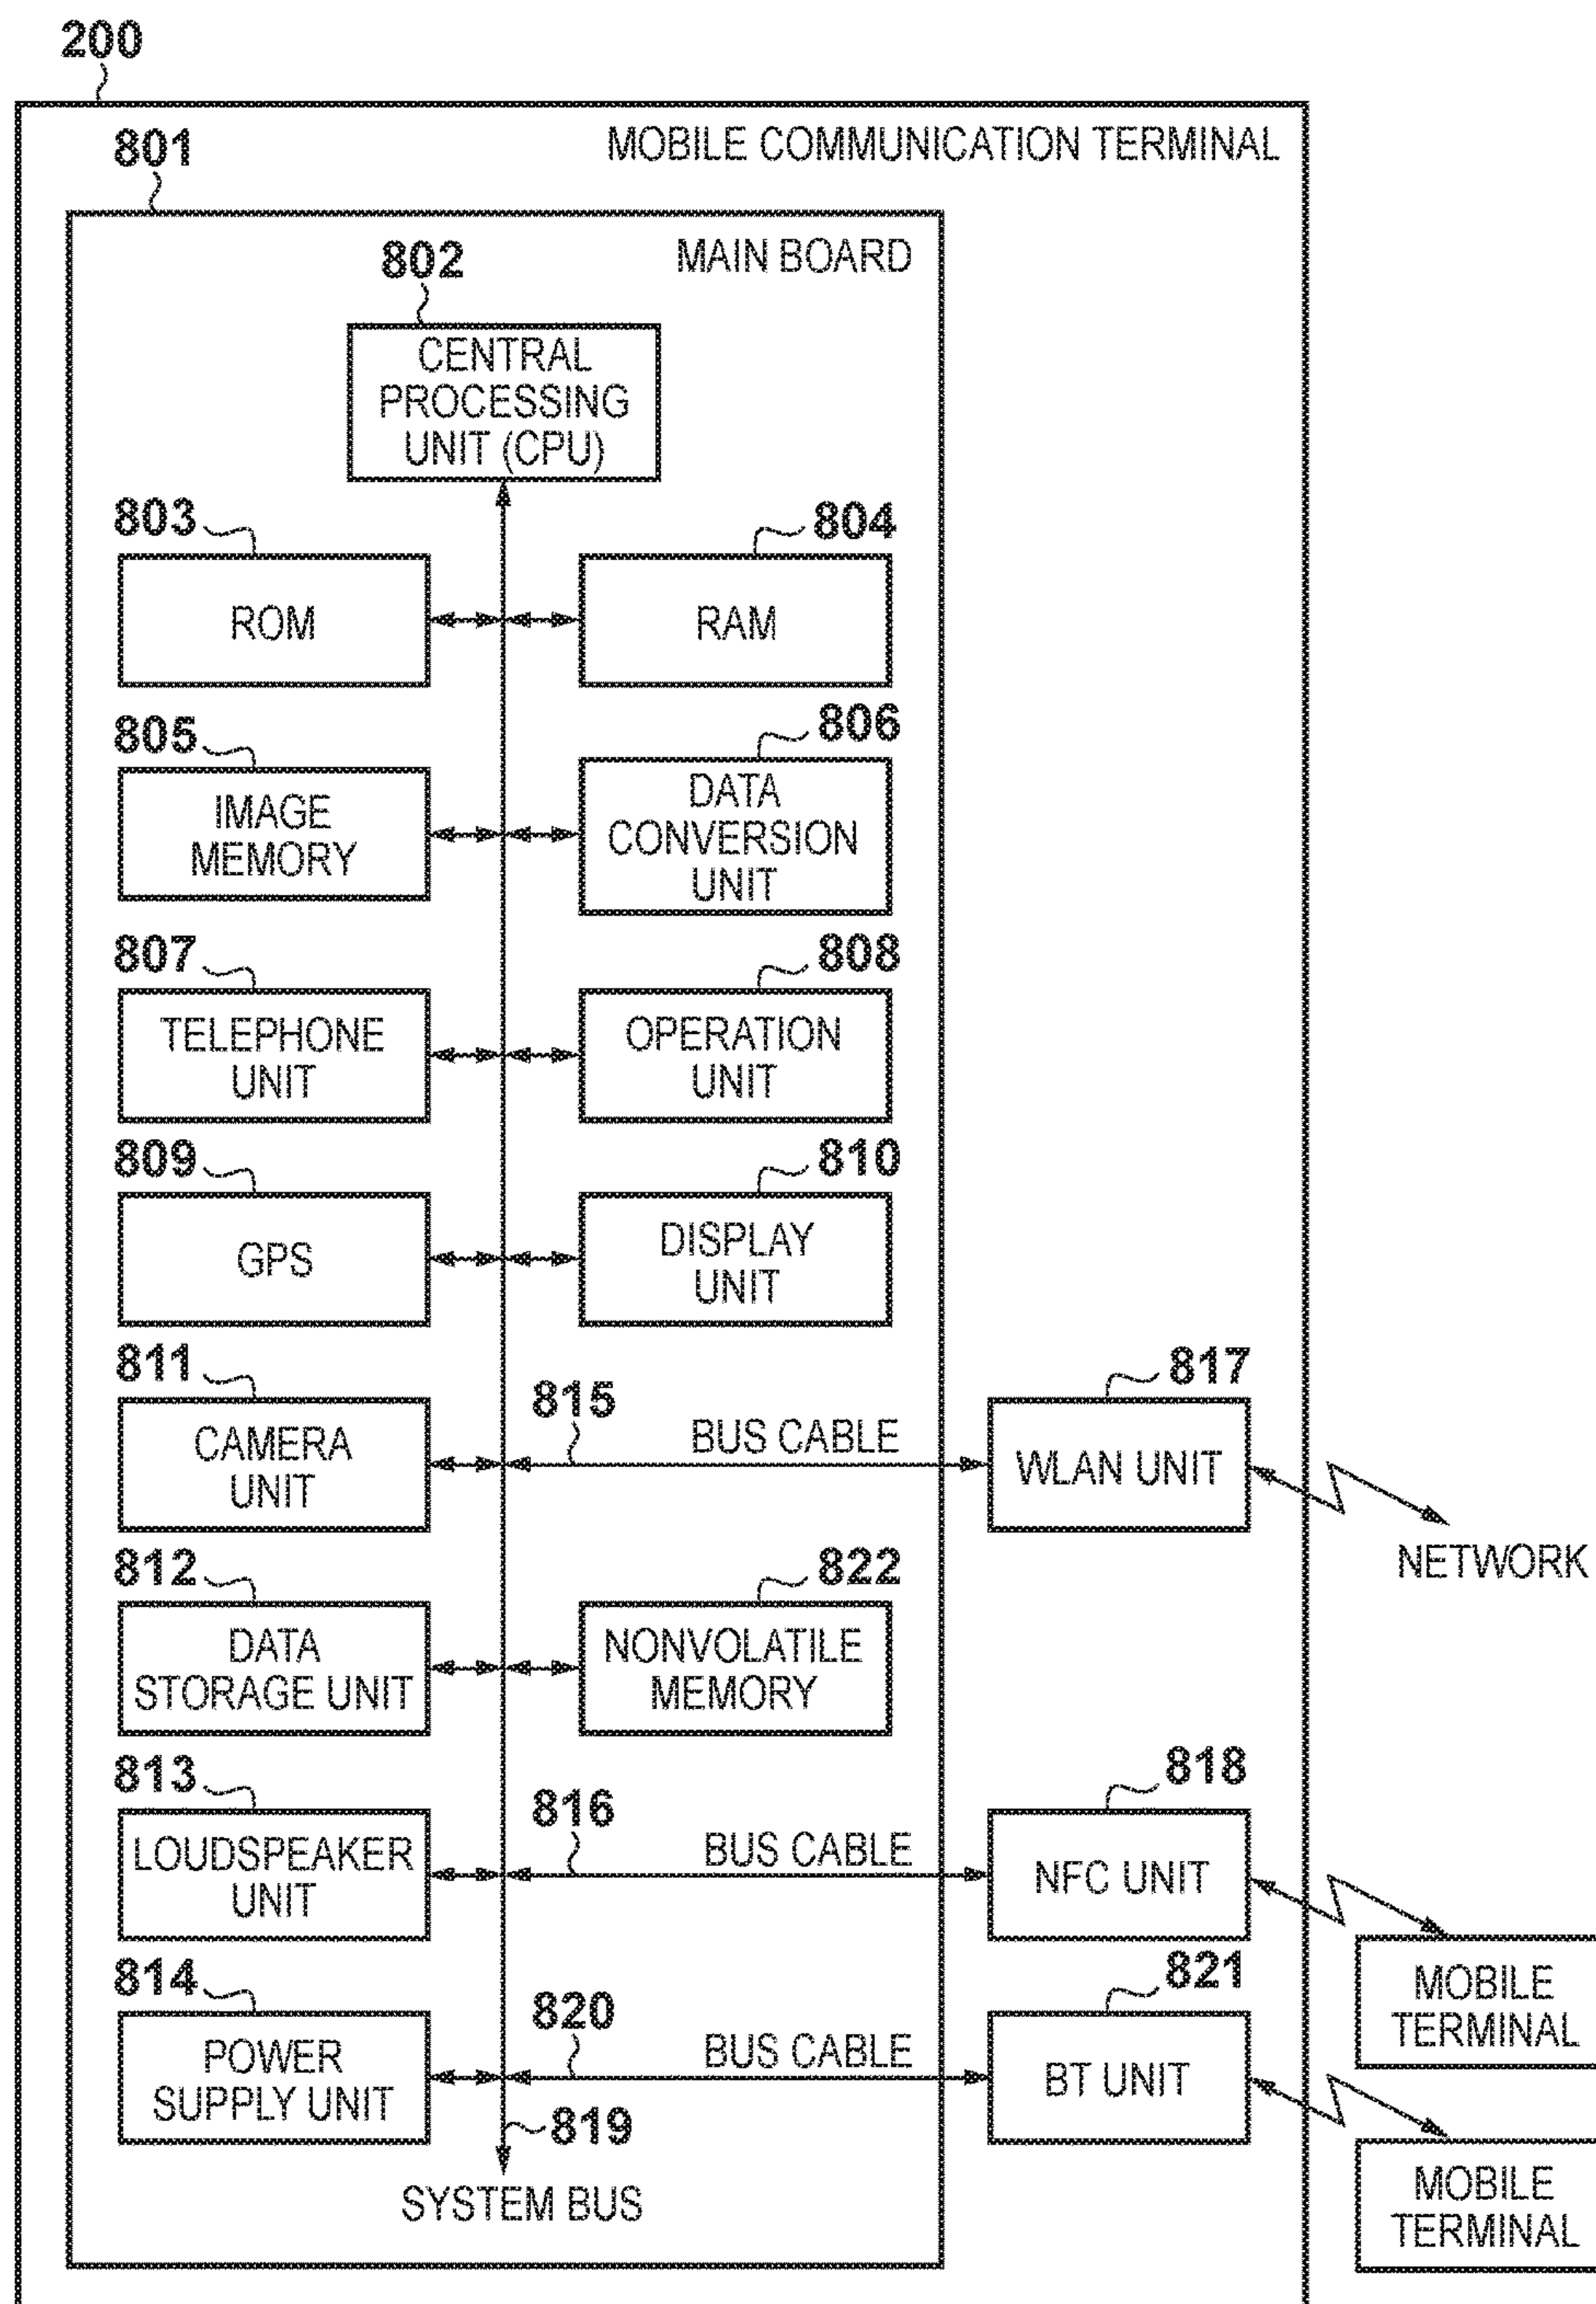 200
MOBILE COMMUNICATION TERMINAL
801
MAIN BOARD
802
CENTRAL
PROCESSING
UNIT (CPU)
803
804
ROM
RAM
805
806
IMAGE
MEMORY
DATA
CONVERSION
UNIT
807
808
TELEPHONE
UNIT
OPERATION
UNIT
809
810
GPS
DISPLAY
UNIT
811
815
817
CAMERA
UNIT
BUS CABLE
WLAN UNIT
NETWORK
812
822
DATA
STORAGE UNIT
NONVOLATILE
MEMORY
813
816
818
LOUDSPEAKER
UNIT
BUS CABLE
NFC UNIT
MOBILE
TERMINAL
814
820
821
POWER
SUPPLY UNIT
BUS CABLE
BT UNIT
819
MOBILE
TERMINAL
SYSTEM BUS